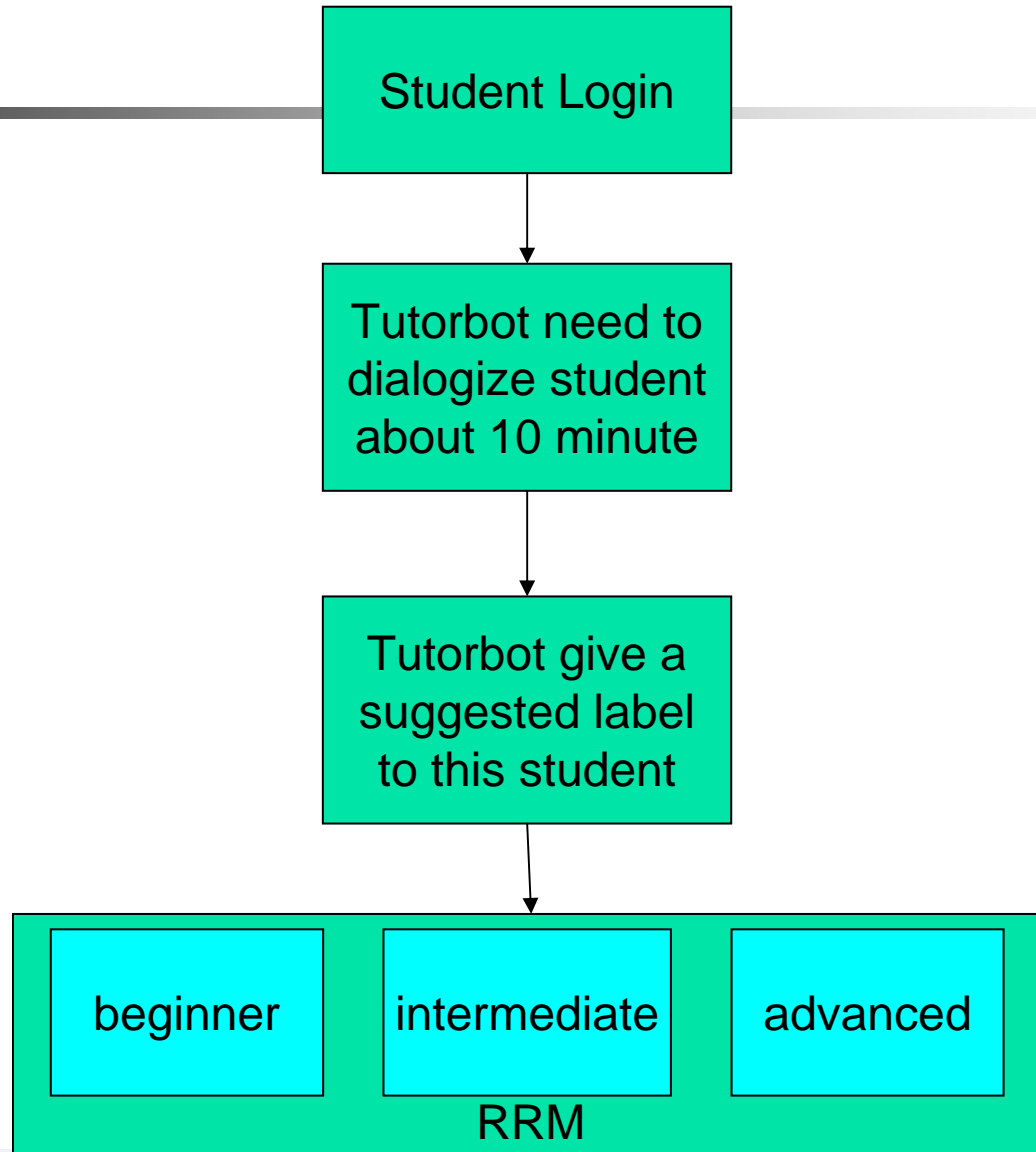 Student Login
Tutorbot need to
dialogize student
about 10 minute
Tutorbot give a
suggested label
to this student
beginner
intermediate
advanced
RRM